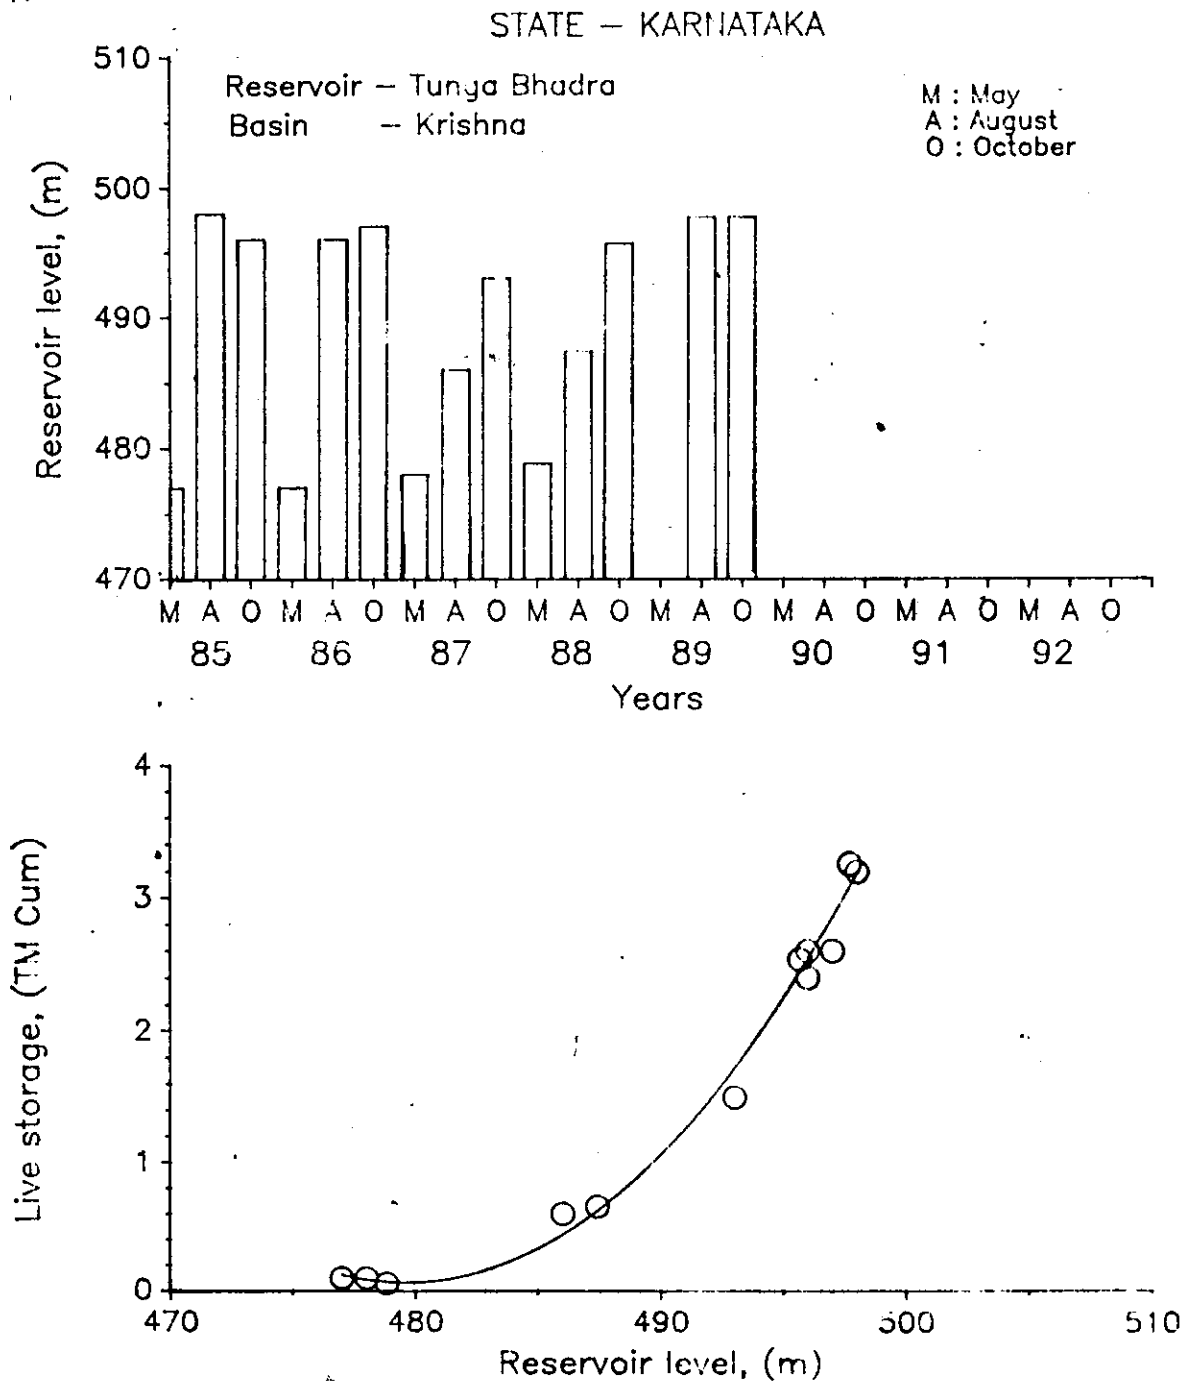 STATE – KARNATAKA
Reservoir – Tunga Bhadra
Basin – Krishna
M : May
A : August
O : October
510
500
490
480
470
Reservoir level, (m)
M A O M A O M A O M A O M A O M A O M A O M A O
85 86 87 88 89 90 91 92
Years
4
3
2
1
0
Live storage, (TM Cum)
470 480 490 500 510
Reservoir level, (m)